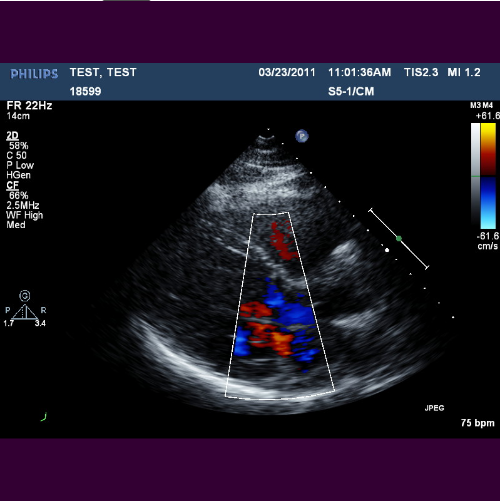 PHILIPS TEST, TEST 03/23/2011 11:01:36AM TIS2.3 MI 1.2
18599 S5-1/CM
FR 22Hz
14cm
2D
58%
C 50
P Low
HGen
CF
66%
2.5MHz
WF High
Med
M3 M4
+61.6
-61.6
cm/s
P
G
P R
1.7 3.4
JPEG
75 bpm